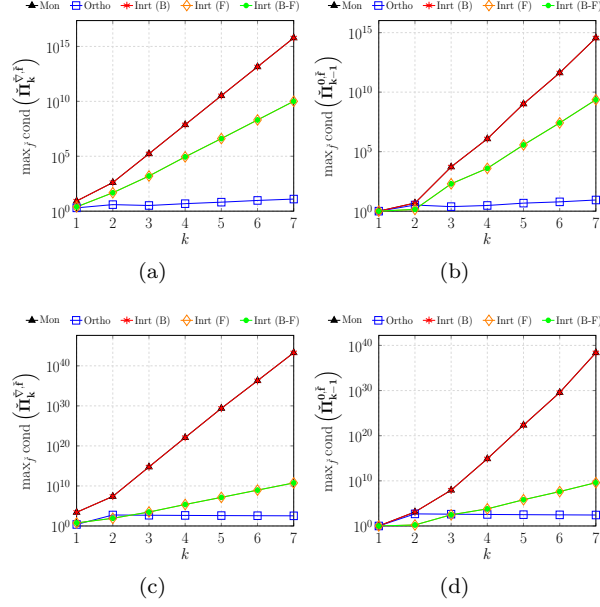 Mon Ortho Inrt (B) Inrt (F) Inrt (B-F)
Mon Ortho Inrt (B) Inrt (F) Inrt (B-F)
10^15
10^10
10^5
10^0
max_f̌ cond (Π̌_k^{∇̌,f̌})
1 2 3 4 5 6 7
k
(a)
10^15
10^10
10^5
10^0
max_f̌ cond (Π̌_{k−1}^{0,f̌})
1 2 3 4 5 6 7
k
(b)
Mon Ortho Inrt (B) Inrt (F) Inrt (B-F)
Mon Ortho Inrt (B) Inrt (F) Inrt (B-F)
10^40
10^30
10^20
10^10
10^0
max_f̌ cond (Π̌_k^{∇̌,f̌})
1 2 3 4 5 6 7
k
(c)
10^40
10^30
10^20
10^10
10^0
max_f̌ cond (Π̌_{k−1}^{0,f̌})
1 2 3 4 5 6 7
k
(d)